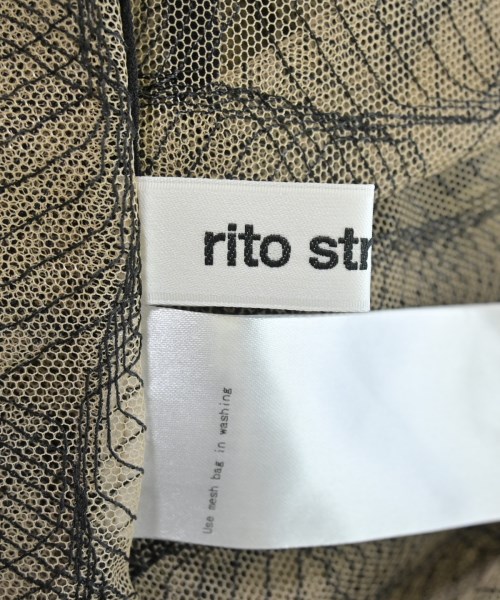 rito str
Use mesh bag in washing